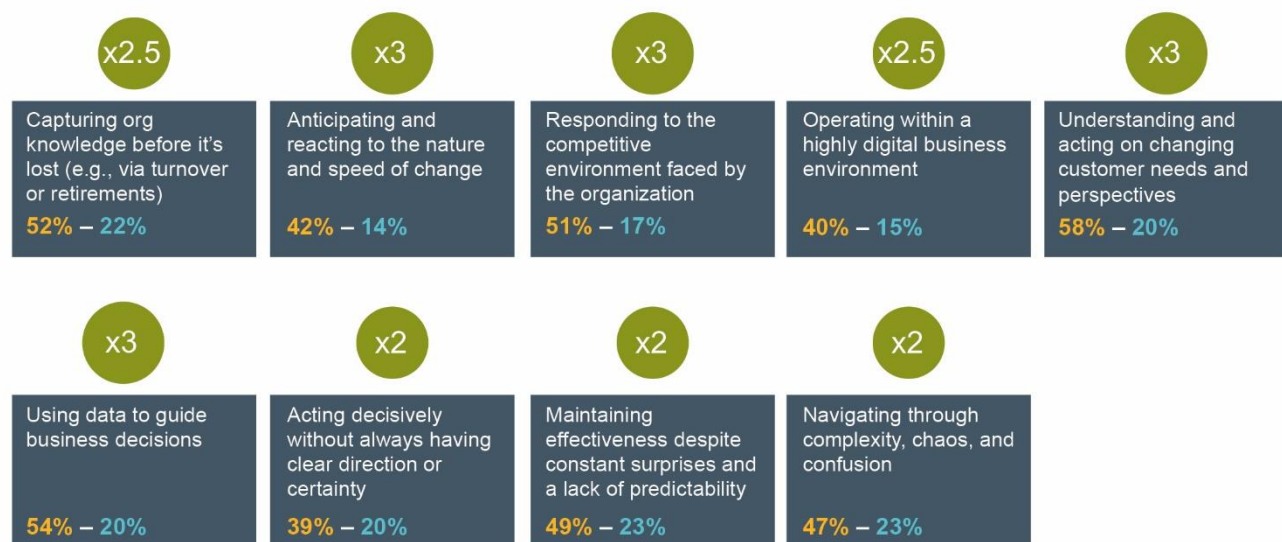 x2.5
x3
x3
x2.5
x3
Capturing org
knowledge before it's
lost (e.g., via turnover
or retirements)
52% – 22%
Anticipating and
reacting to the nature
and speed of change
42% – 14%
Responding to the
competitive
environment faced by
the organization
51% – 17%
Operating within a
highly digital business
environment
40% – 15%
Understanding and
acting on changing
customer needs and
perspectives
58% – 20%
x3
x2
x2
x2
Using data to guide
business decisions
54% – 20%
Acting decisively
without always having
clear direction or
certainty
39% – 20%
Maintaining
effectiveness despite
constant surprises and
a lack of predictability
49% – 23%
Navigating through
complexity, chaos, and
confusion
47% – 23%